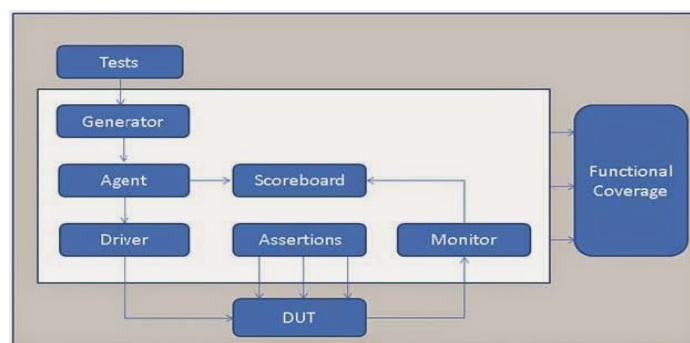 Tests
Generator
Agent
Scoreboard
Functional
Coverage
Driver
Assertions
Monitor
DUT